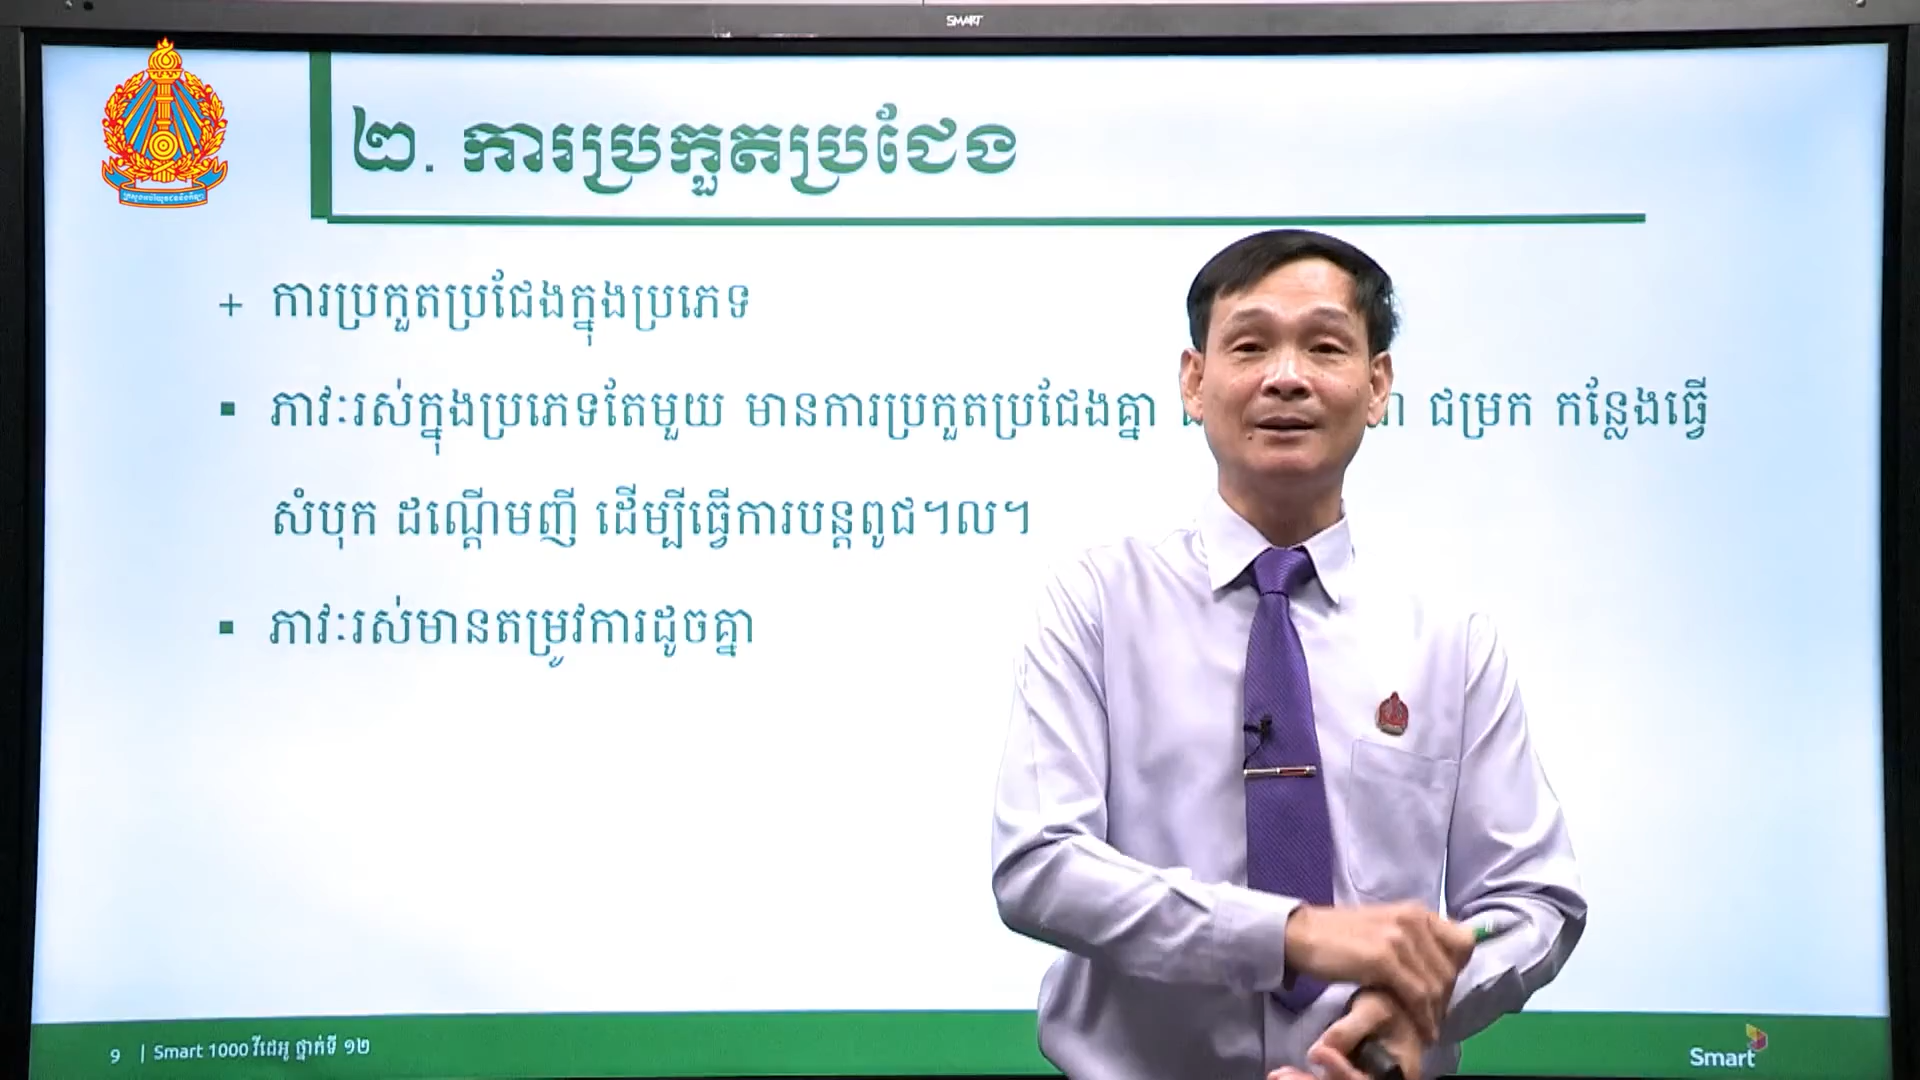 SMART
២. ការប្រកួតប្រជែង
+ ការប្រកួតប្រជែងក្នុងប្រភេទ
▪ ភាវៈរស់ក្នុងប្រភេទតែមួយ មានការប្រកួតប្រជែងគ្នា ជម្រក កន្លែងធ្វើ
សំបុក ដណ្តើមញី ដើម្បីធ្វើការបន្តពូជ។ល។
▪ ភាវៈរស់មានតម្រូវការដូចគ្នា
9 | Smart 1000 វីដេអូ ថ្នាក់ទី ១២
Smart